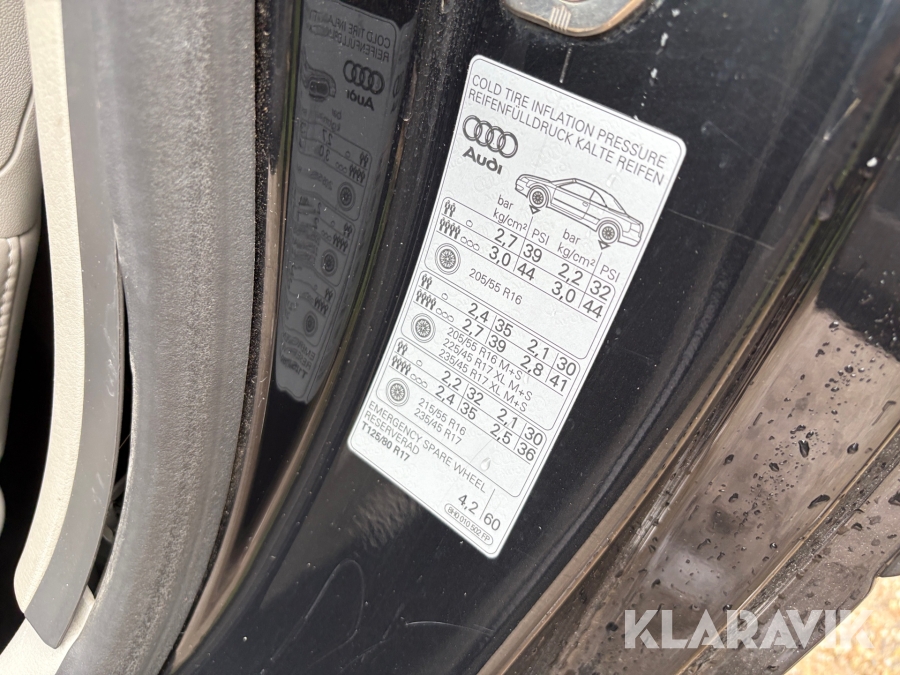 COLD TIRE INFLATION PRESSURE
REIFENFÜLLDRUCK KALTE REIFEN
Audi
bar
kg/cm² PSI
bar
kg/cm² PSI
2,7 39 2,2 32
3,0 44 3,0 44
205/55 R16
2,4 35 2,1 30
2,7 39 2,8 41
205/55 R16 M+S
225/45 R17 XL M+S
235/45 R17 XL M+S
2,2 32 2,1 30
2,4 35 2,5 36
215/55 R16
235/45 R17
EMERGENCY SPARE WHEEL
RESERVERAD
T125/80 R17
4,2 60
8H0 010 502 FP
KLARAVIK